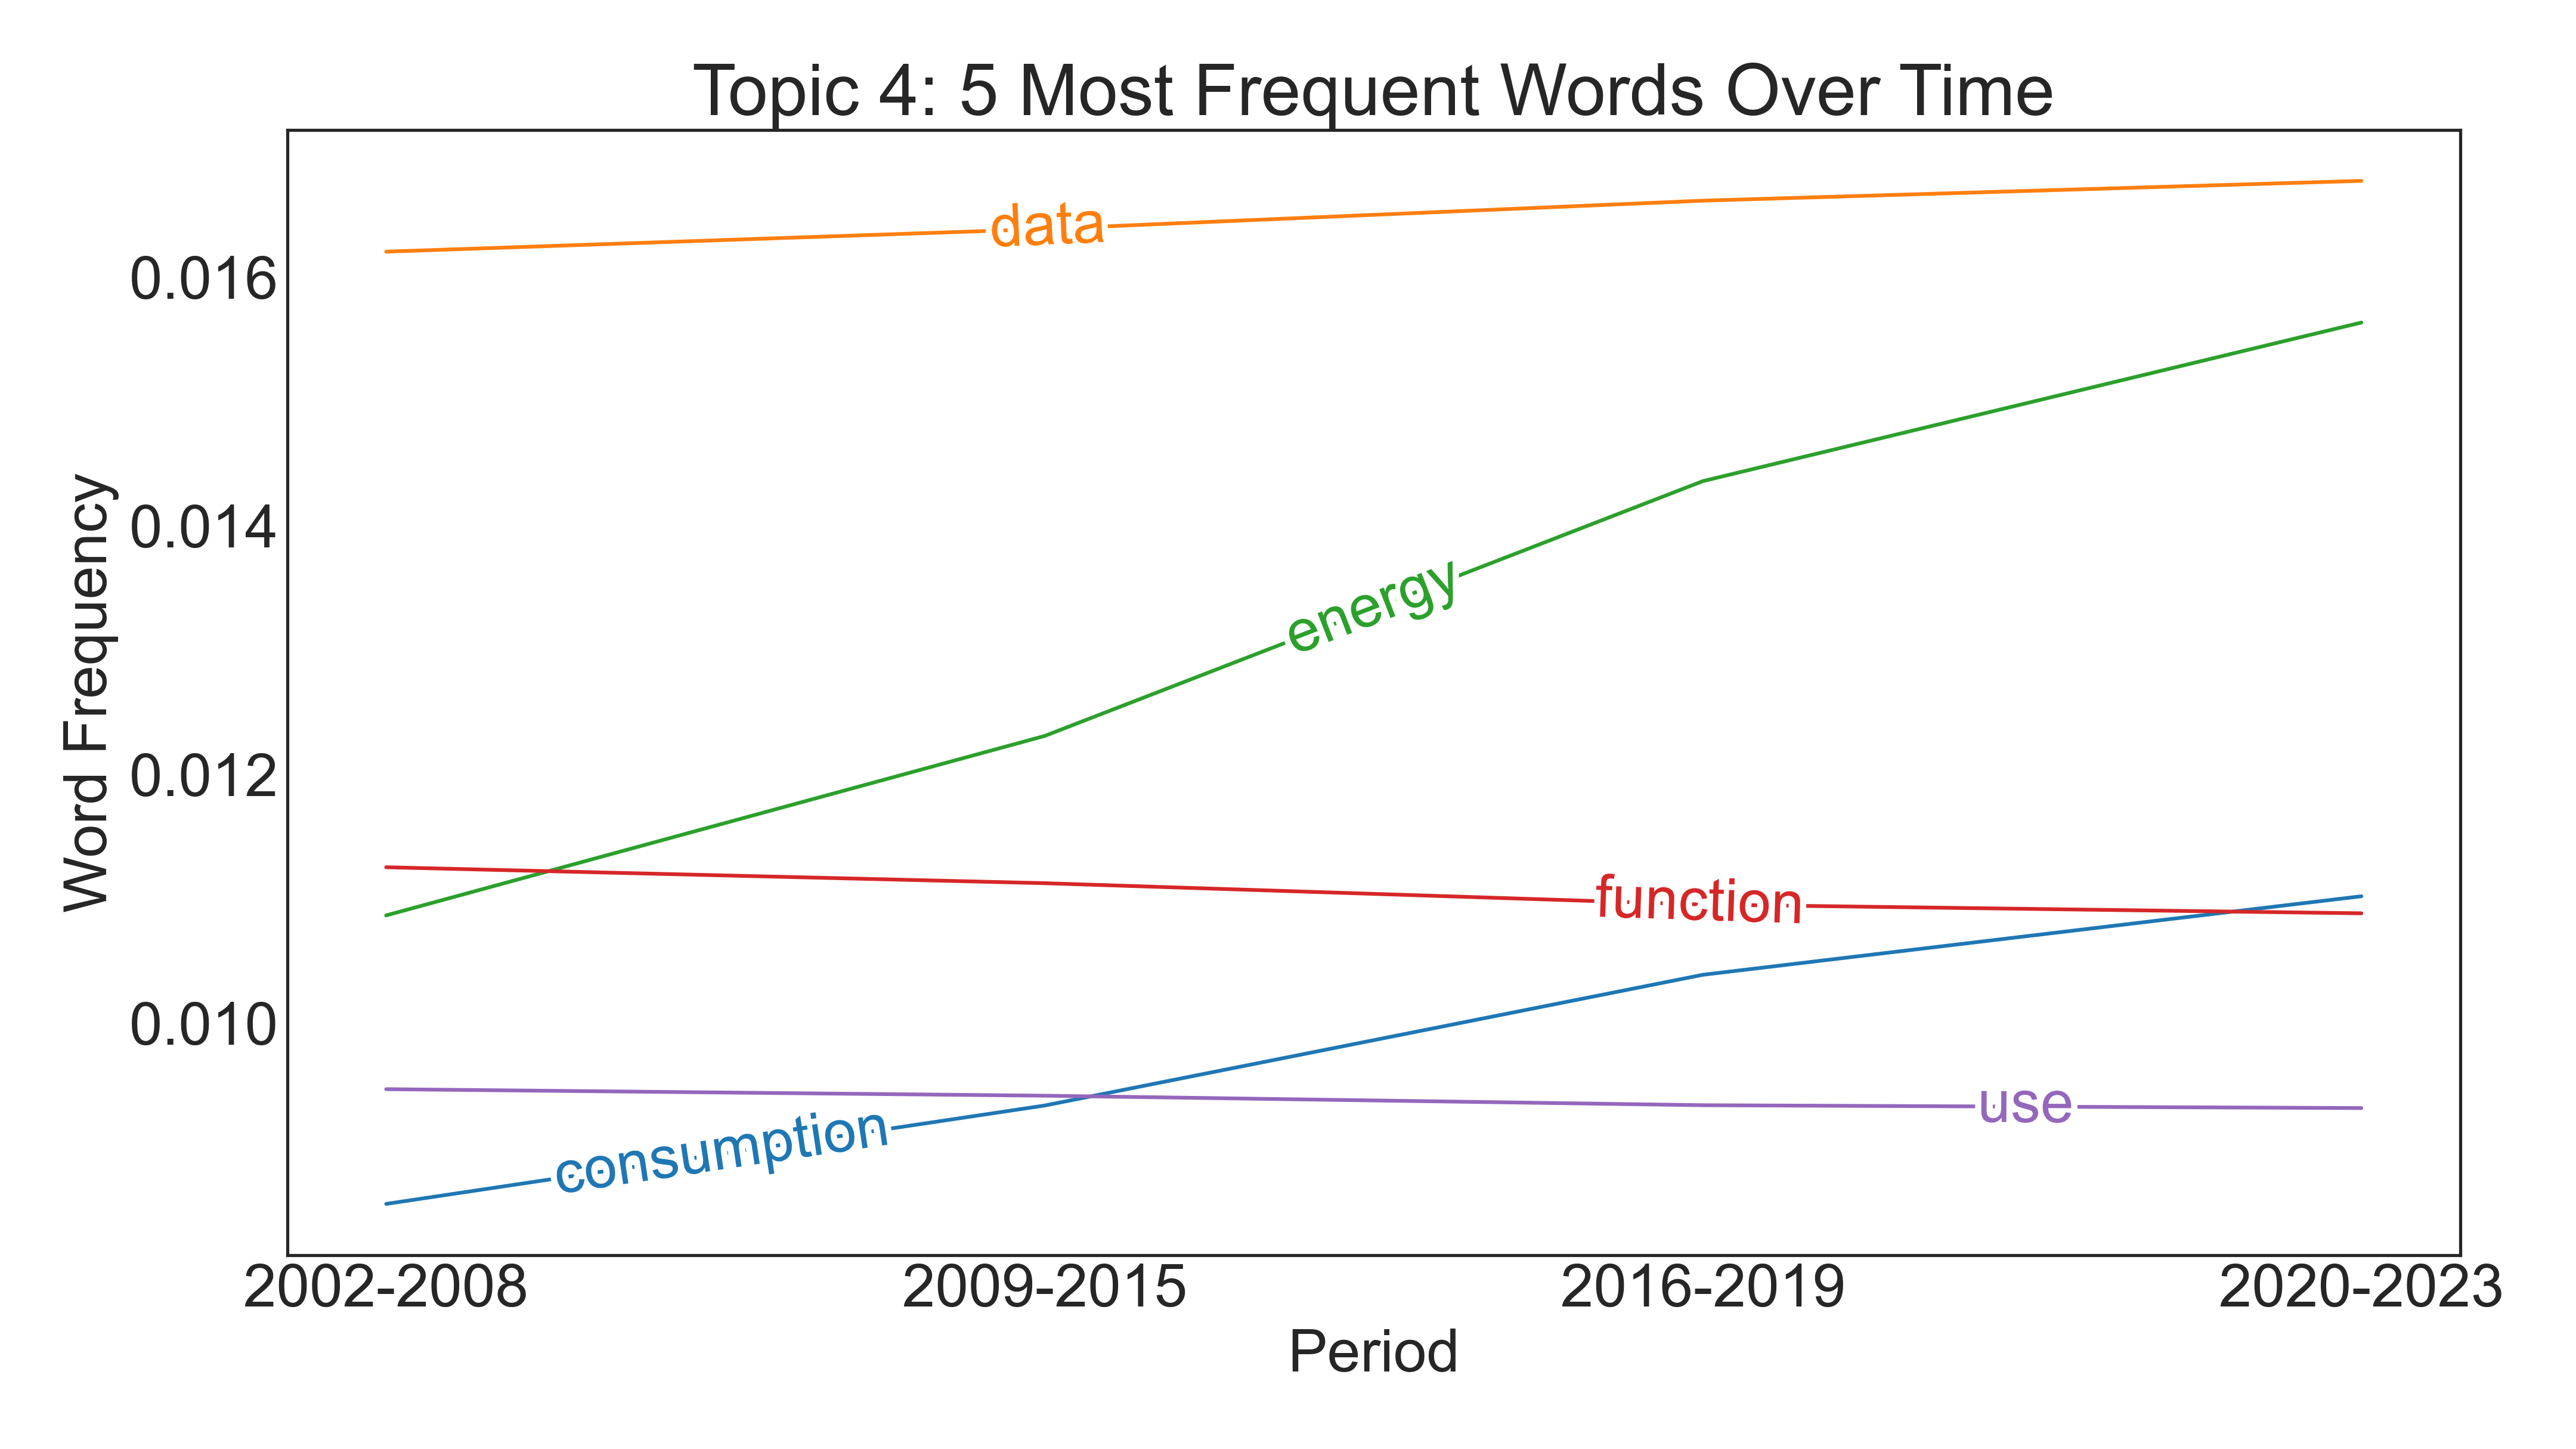 Topic 4: 5 Most Frequent Words Over Time
data
0.016
0.014
energy
0.012
Word Frequency
function
0.010
use
consumption
2002-2008 2009-2015 2016-2019 2020-2023
Period